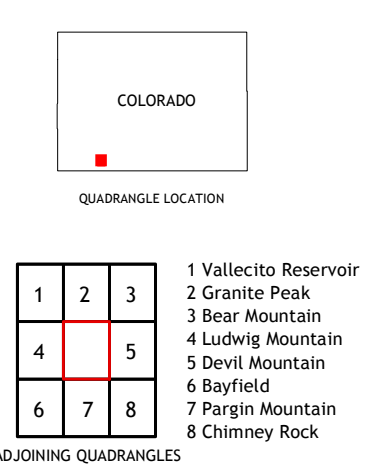 COLORADO
QUADRANGLE LOCATION
1 2 3
4 5
6 7 8
1 Vallecito Reservoir
2 Granite Peak
3 Bear Mountain
4 Ludwig Mountain
5 Devil Mountain
6 Bayfield
7 Pargin Mountain
8 Chimney Rock
ADJOINING QUADRANGLES